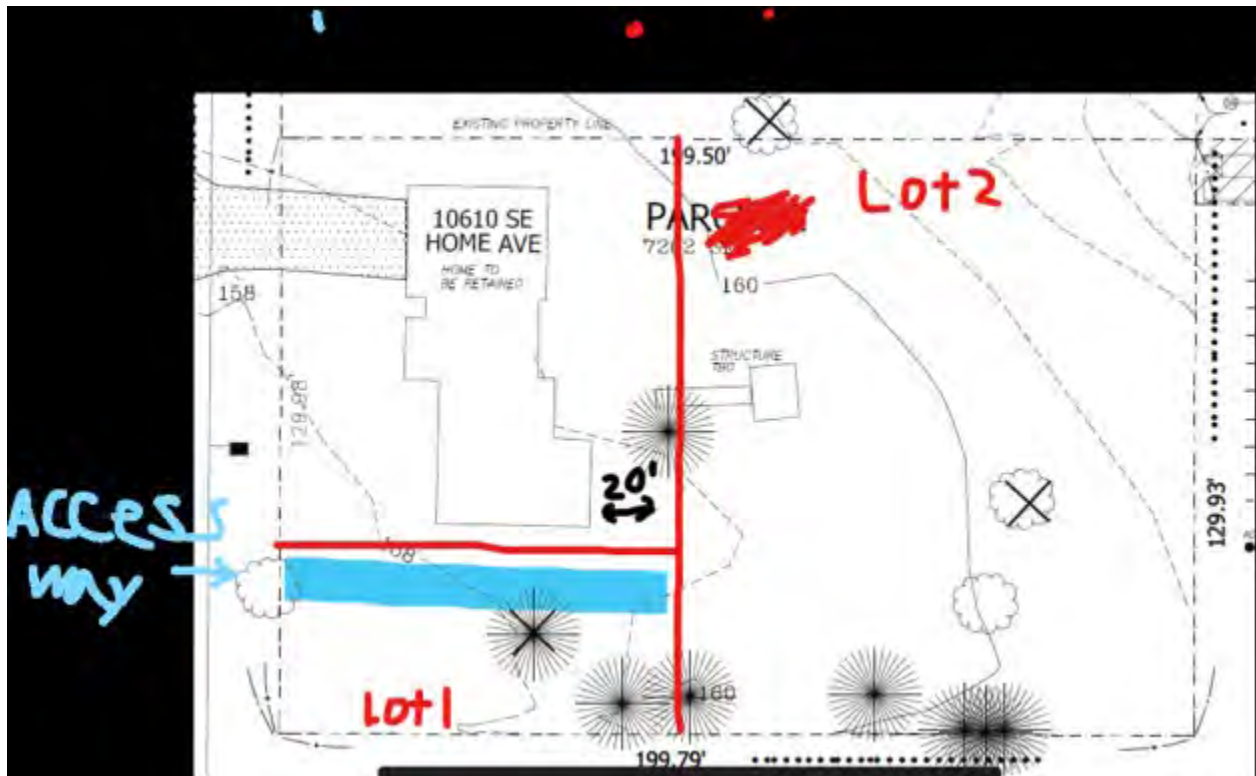 EXISTING PROPERTY LINE
199.50'
Lot2
10610 SE
HOME AVE
HOME TO
BE RETAINED
160
158
STRUCTURE
TBD
129.98'
20'
Access
way
158
129.93'
Lot1
160
199.79'